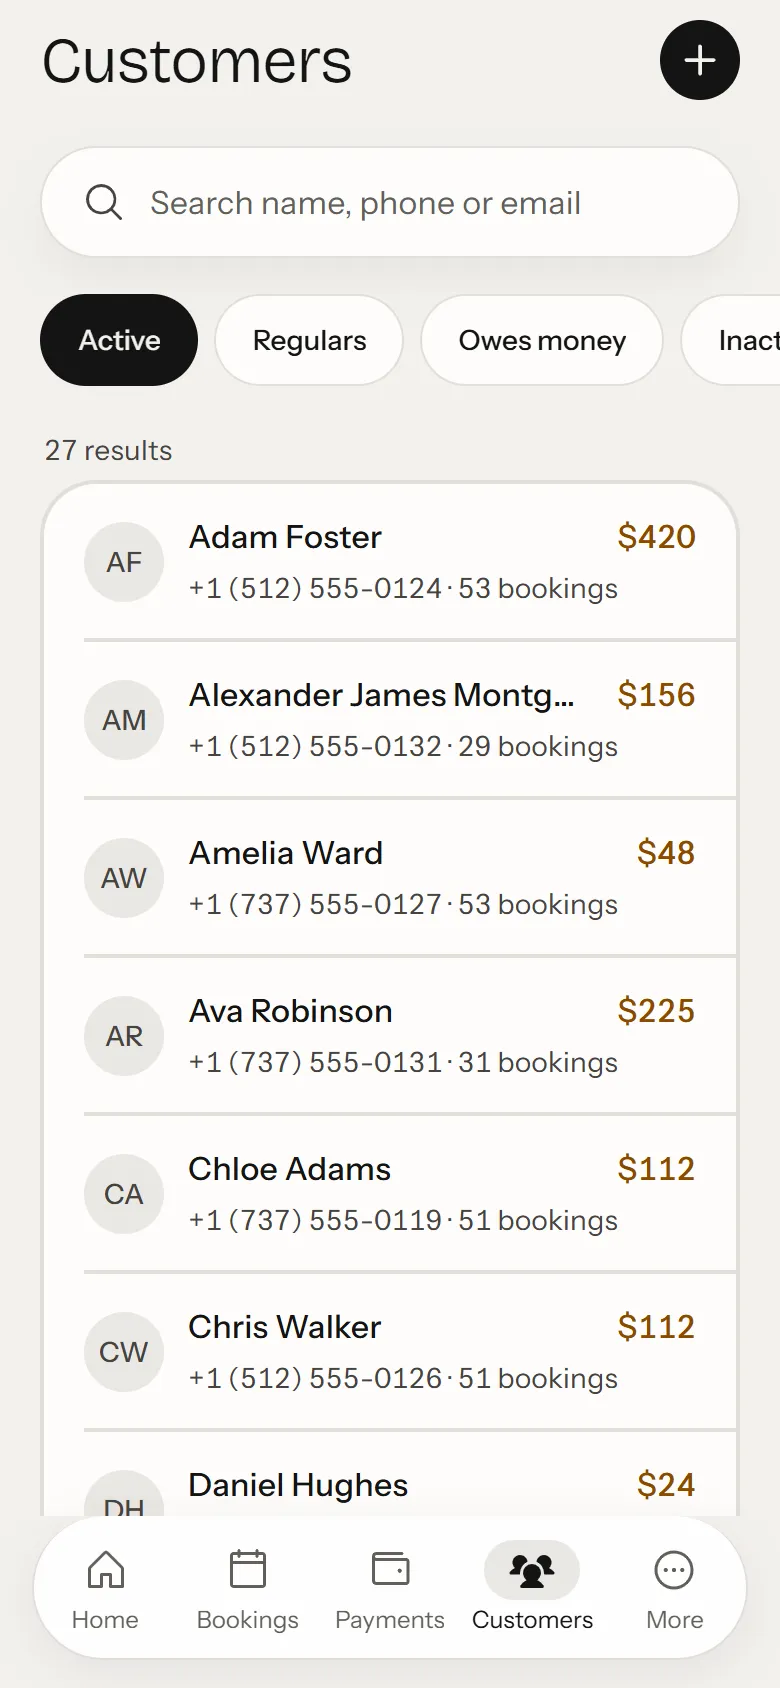 Customers
Search name, phone or email
Active Regulars Owes money Inact
27 results
AF Adam Foster $420
+1 (512) 555-0124 · 53 bookings
AM Alexander James Montg... $156
+1 (512) 555-0132 · 29 bookings
AW Amelia Ward $48
+1 (737) 555-0127 · 53 bookings
AR Ava Robinson $225
+1 (737) 555-0131 · 31 bookings
CA Chloe Adams $112
+1 (737) 555-0119 · 51 bookings
CW Chris Walker $112
+1 (512) 555-0126 · 51 bookings
DH Daniel Hughes $24
Home Bookings Payments Customers More